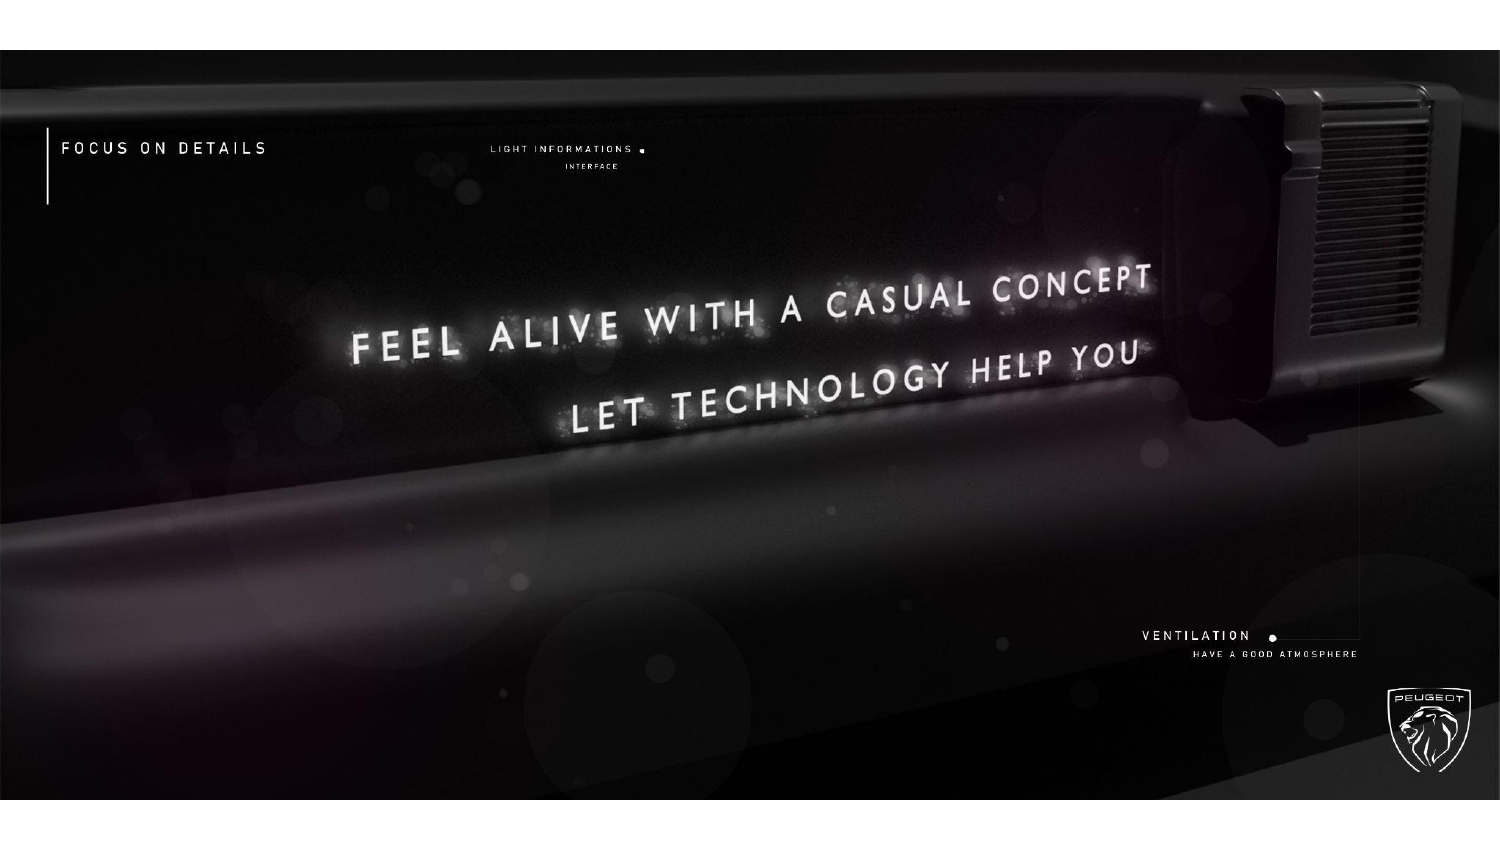 FOCUS ON DETAILS
LIGHT INFORMATIONS
INTERFACE
FEEL ALIVE WITH A CASUAL CONCEPT
LET TECHNOLOGY HELP YOU
VENTILATION
HAVE A GOOD ATMOSPHERE
PEUGEOT